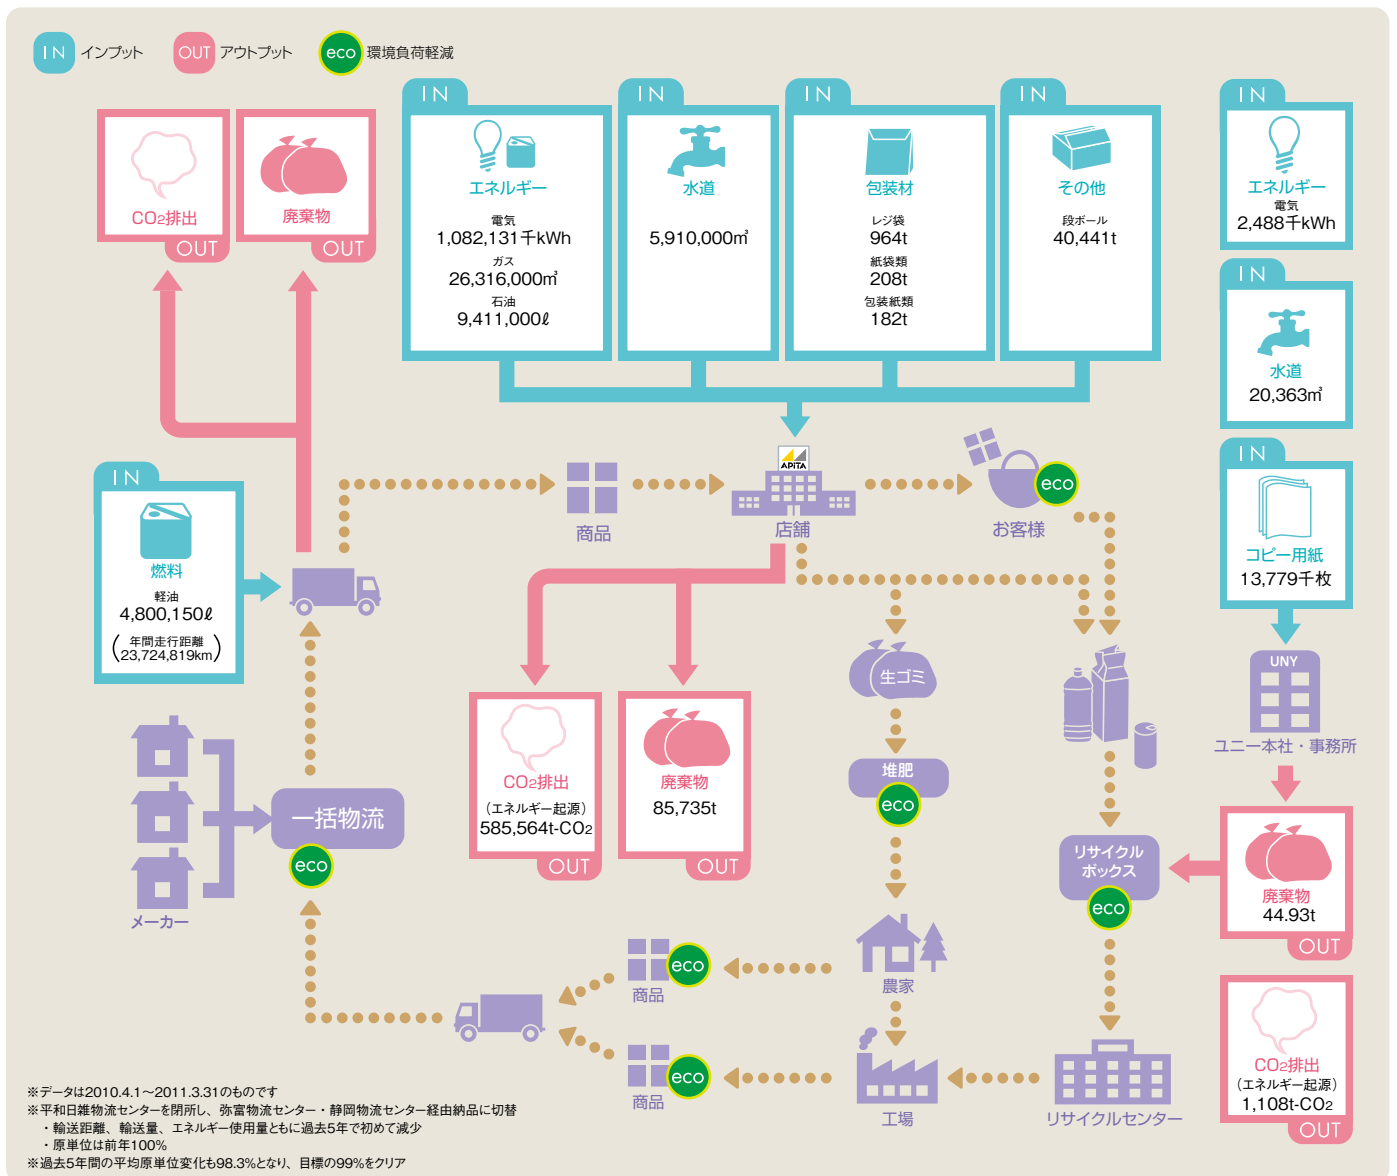 IN インプット OUT アウトプット eco 環境負荷軽減
CO2排出
OUT
廃棄物
OUT
IN
エネルギー
電気
1,082,131千kWh
ガス
26,316,000㎥
石油
9,411,000ℓ
IN
水道
5,910,000㎥
IN
包装材
レジ袋
964t
紙袋類
208t
包装紙類
182t
IN
その他
段ボール
40,441t
IN
エネルギー
電気
2,488千kWh
IN
水道
20,363㎥
IN
コピー用紙
13,779千枚
UNY
ユニー本社・事務所
廃棄物
44.93t
OUT
CO2排出
(エネルギー起源)
1,108t-CO2
OUT
IN
燃料
軽油
4,800,150ℓ
(年間走行距離
23,724,819km)
商品
APiTA
店舗
eco
お客様
CO2排出
(エネルギー起源)
585,564t-CO2
OUT
廃棄物
85,735t
OUT
生ゴミ
堆肥
eco
リサイクル
ボックス
eco
メーカー
一括物流
eco
農家
商品
eco
商品
eco
工場
リサイクルセンター
※データは2010.4.1〜2011.3.31のものです
※平和日雑物流センターを閉所し、弥富物流センター・静岡物流センター経由納品に切替
・輸送距離、輸送量、エネルギー使用量ともに過去5年で初めて減少
・原単位は前年100%
※過去5年間の平均原単位変化も98.3%となり、目標の99%をクリア